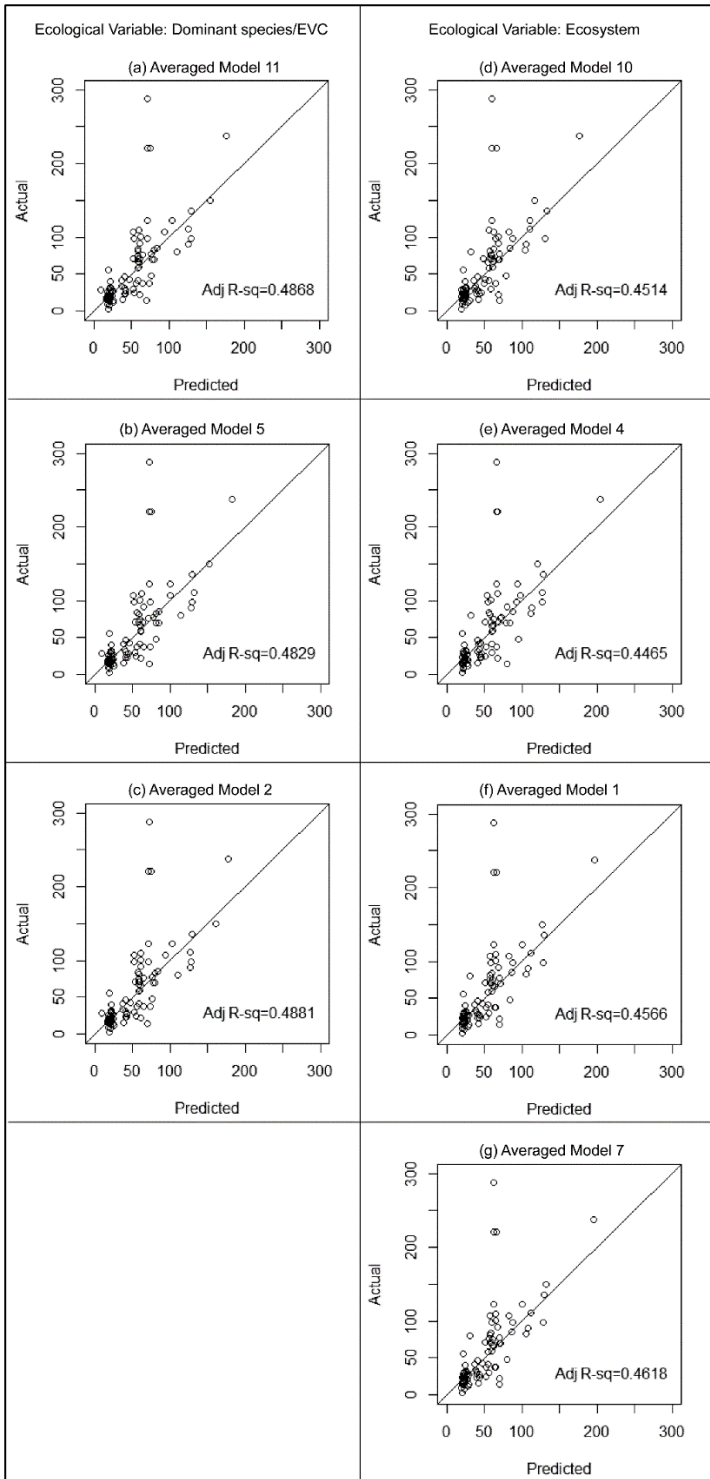 Ecological Variable: Dominant species/EVC
(a) Averaged Model 11
300
200
100
50
0
Actual
Adj R-sq=0.4868
0 50 100 200 300
Predicted
(b) Averaged Model 5
300
200
100
50
0
Actual
Adj R-sq=0.4829
0 50 100 200 300
Predicted
(c) Averaged Model 2
300
200
100
50
0
Actual
Adj R-sq=0.4881
0 50 100 200 300
Predicted
Ecological Variable: Ecosystem
(d) Averaged Model 10
300
200
100
50
0
Actual
Adj R-sq=0.4514
0 50 100 200 300
Predicted
(e) Averaged Model 4
300
200
100
50
0
Actual
Adj R-sq=0.4465
0 50 100 200 300
Predicted
(f) Averaged Model 1
300
200
100
50
0
Actual
Adj R-sq=0.4566
0 50 100 200 300
Predicted
(g) Averaged Model 7
300
200
100
50
0
Actual
Adj R-sq=0.4618
0 50 100 200 300
Predicted